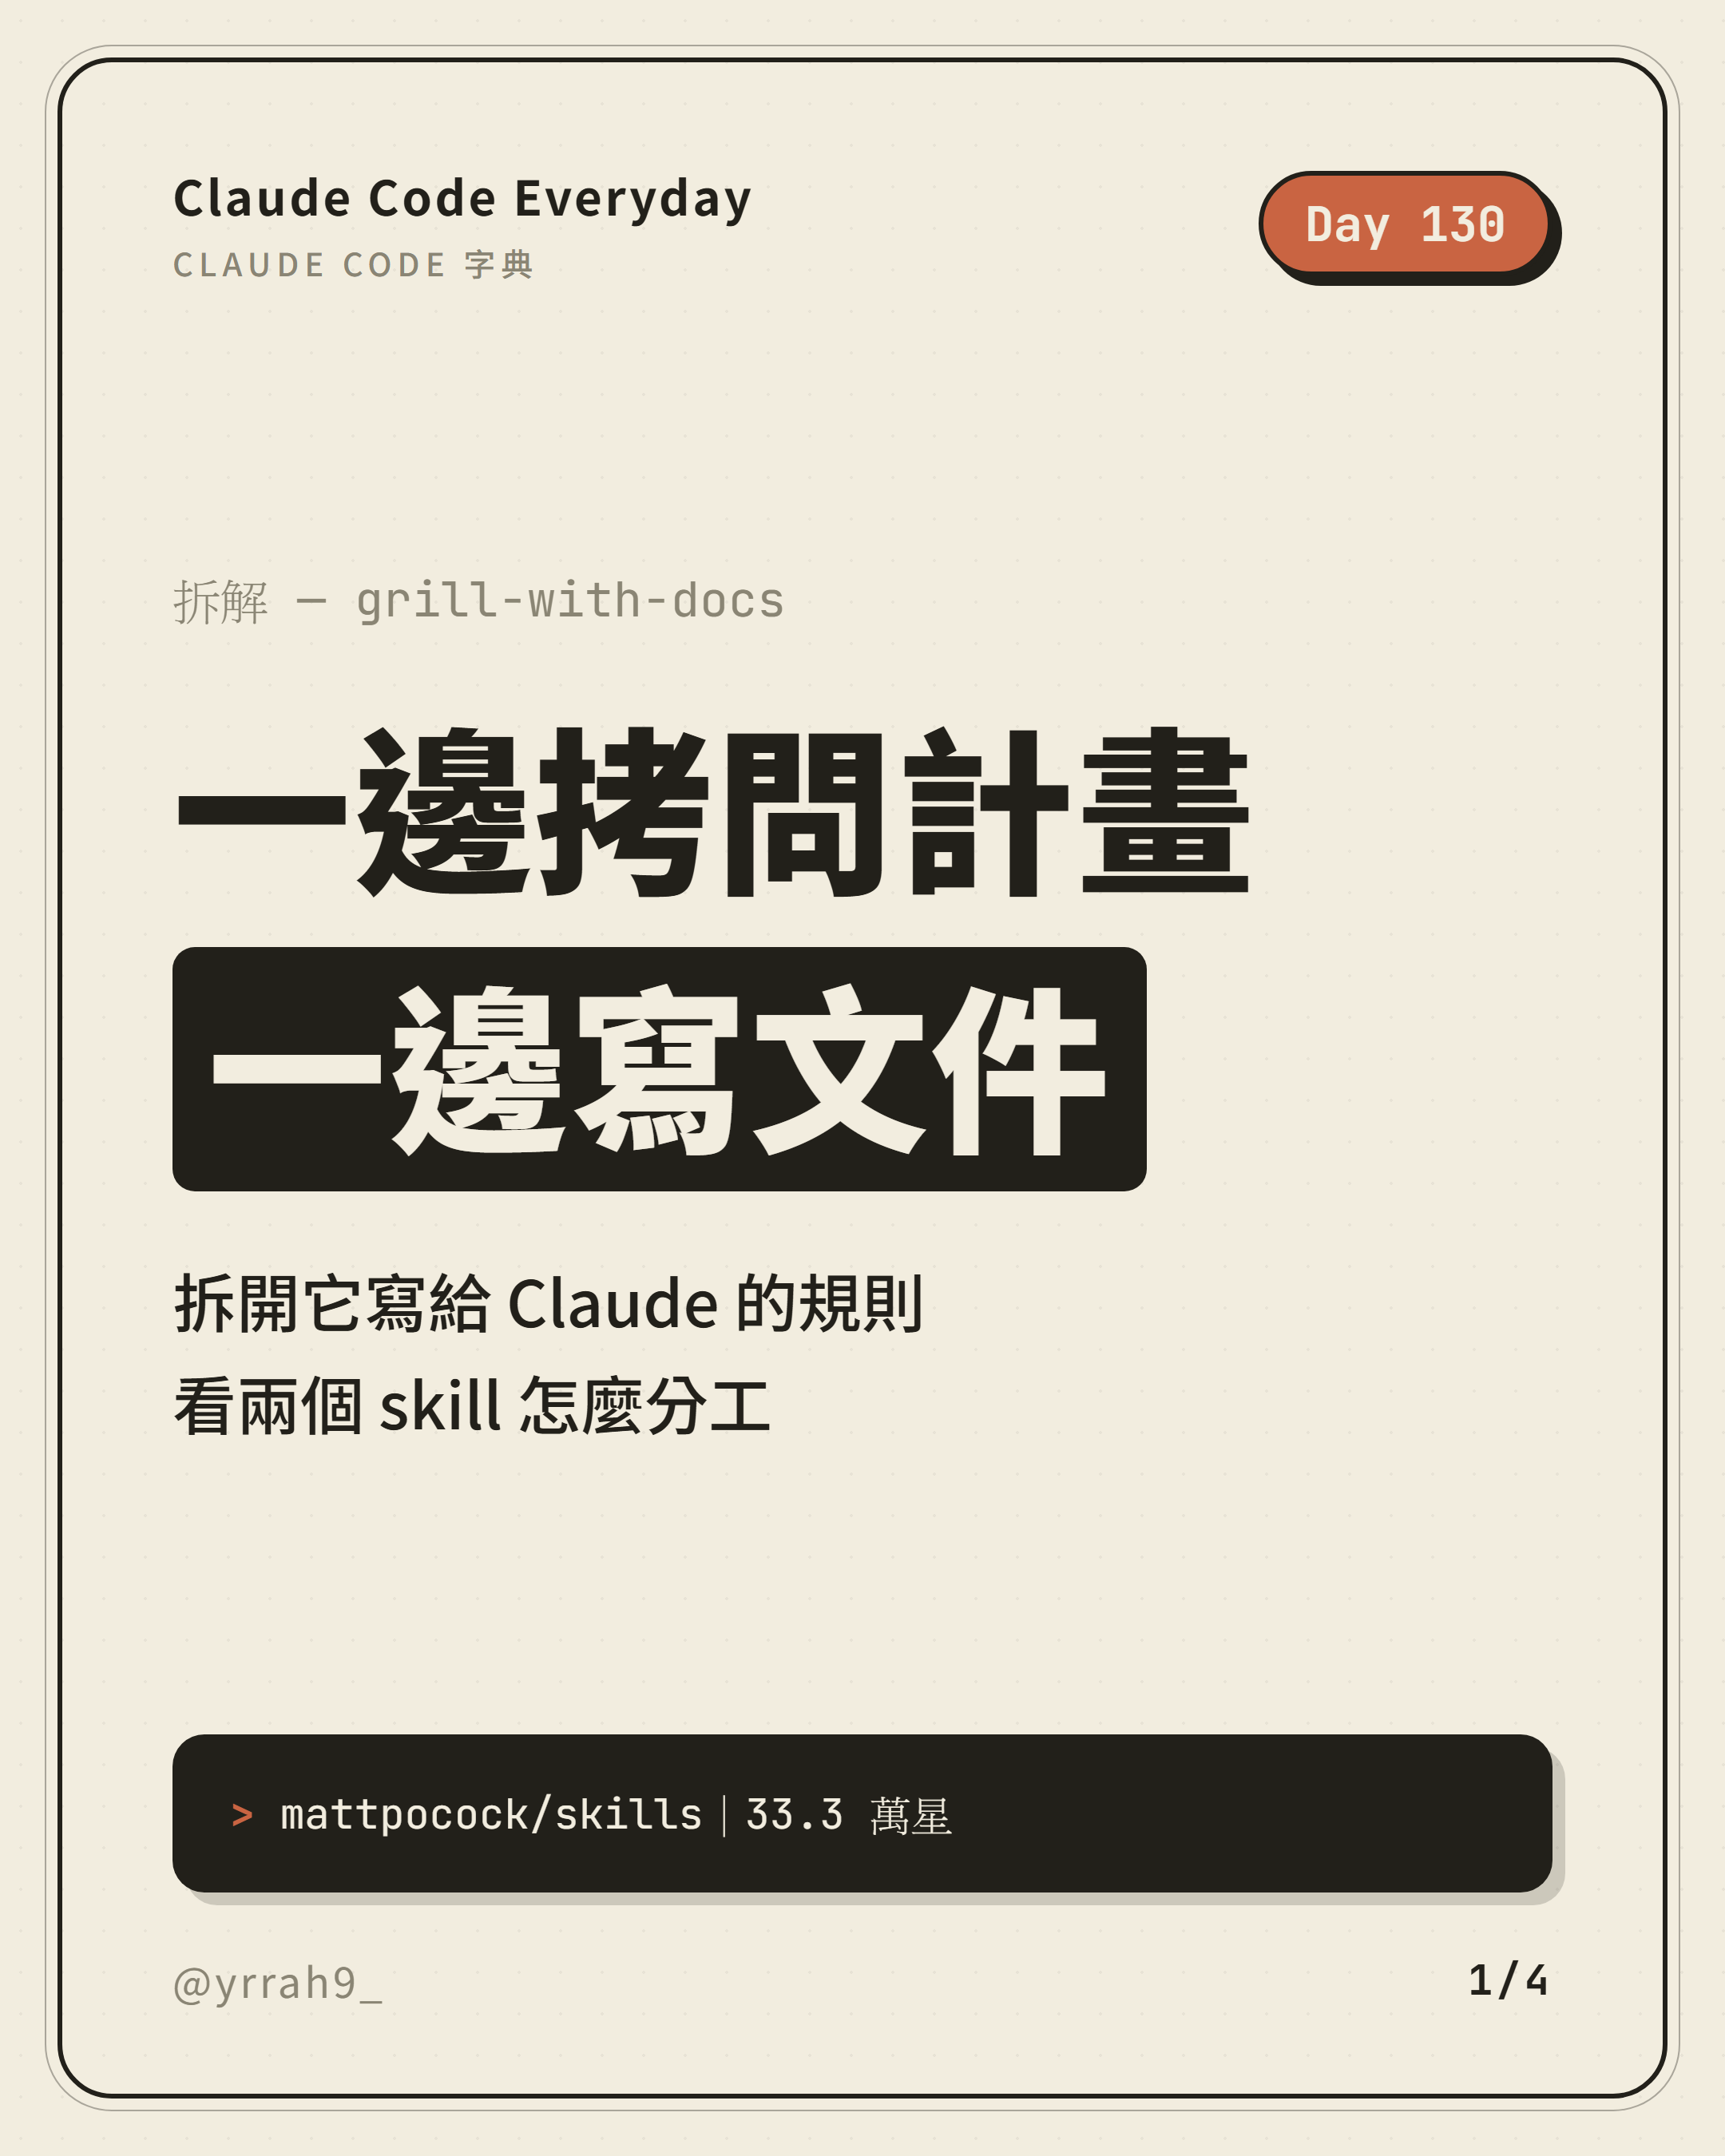 Claude Code Everyday
CLAUDE CODE 字典
Day 130
拆解 — grill-with-docs
一邊拷問計畫
一邊寫文件
拆開它寫給 Claude 的規則
看兩個 skill 怎麼分工
> mattpocock/skills｜33.3 萬星
@yrrah9_
1/4